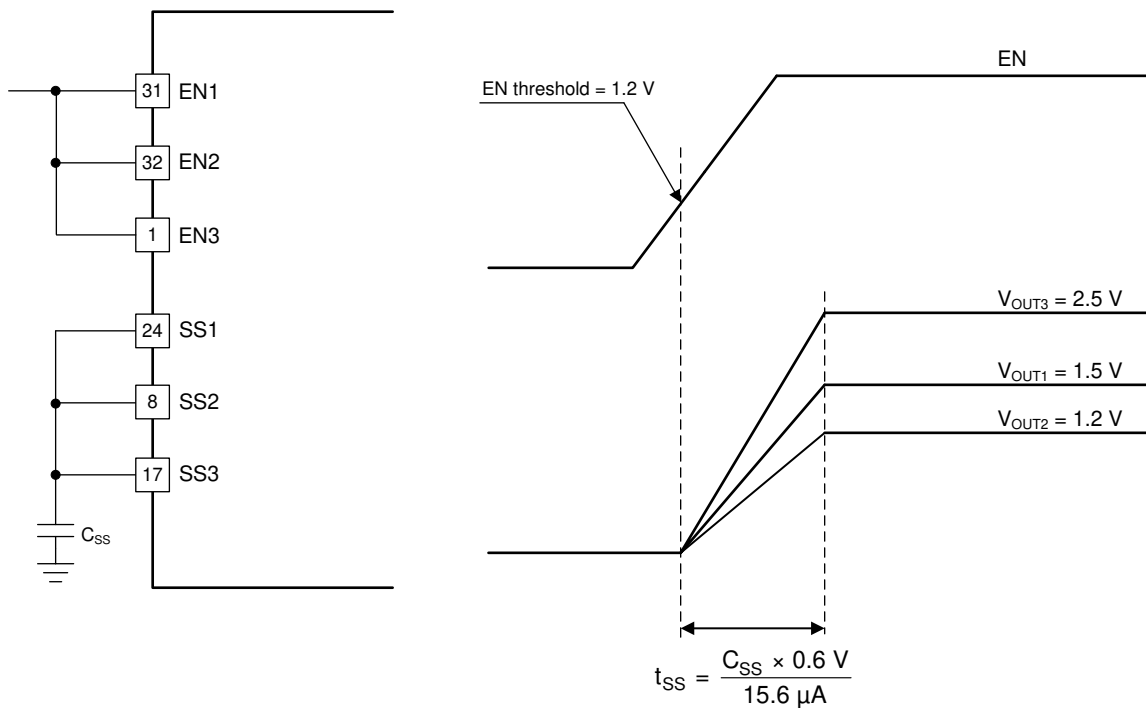 31 EN1
32 EN2
1 EN3
24 SS1
8 SS2
17 SS3
CSS
EN threshold = 1.2 V
EN
VOUT3 = 2.5 V
VOUT1 = 1.5 V
VOUT2 = 1.2 V
tSS = CSS × 0.6 V
15.6 µA